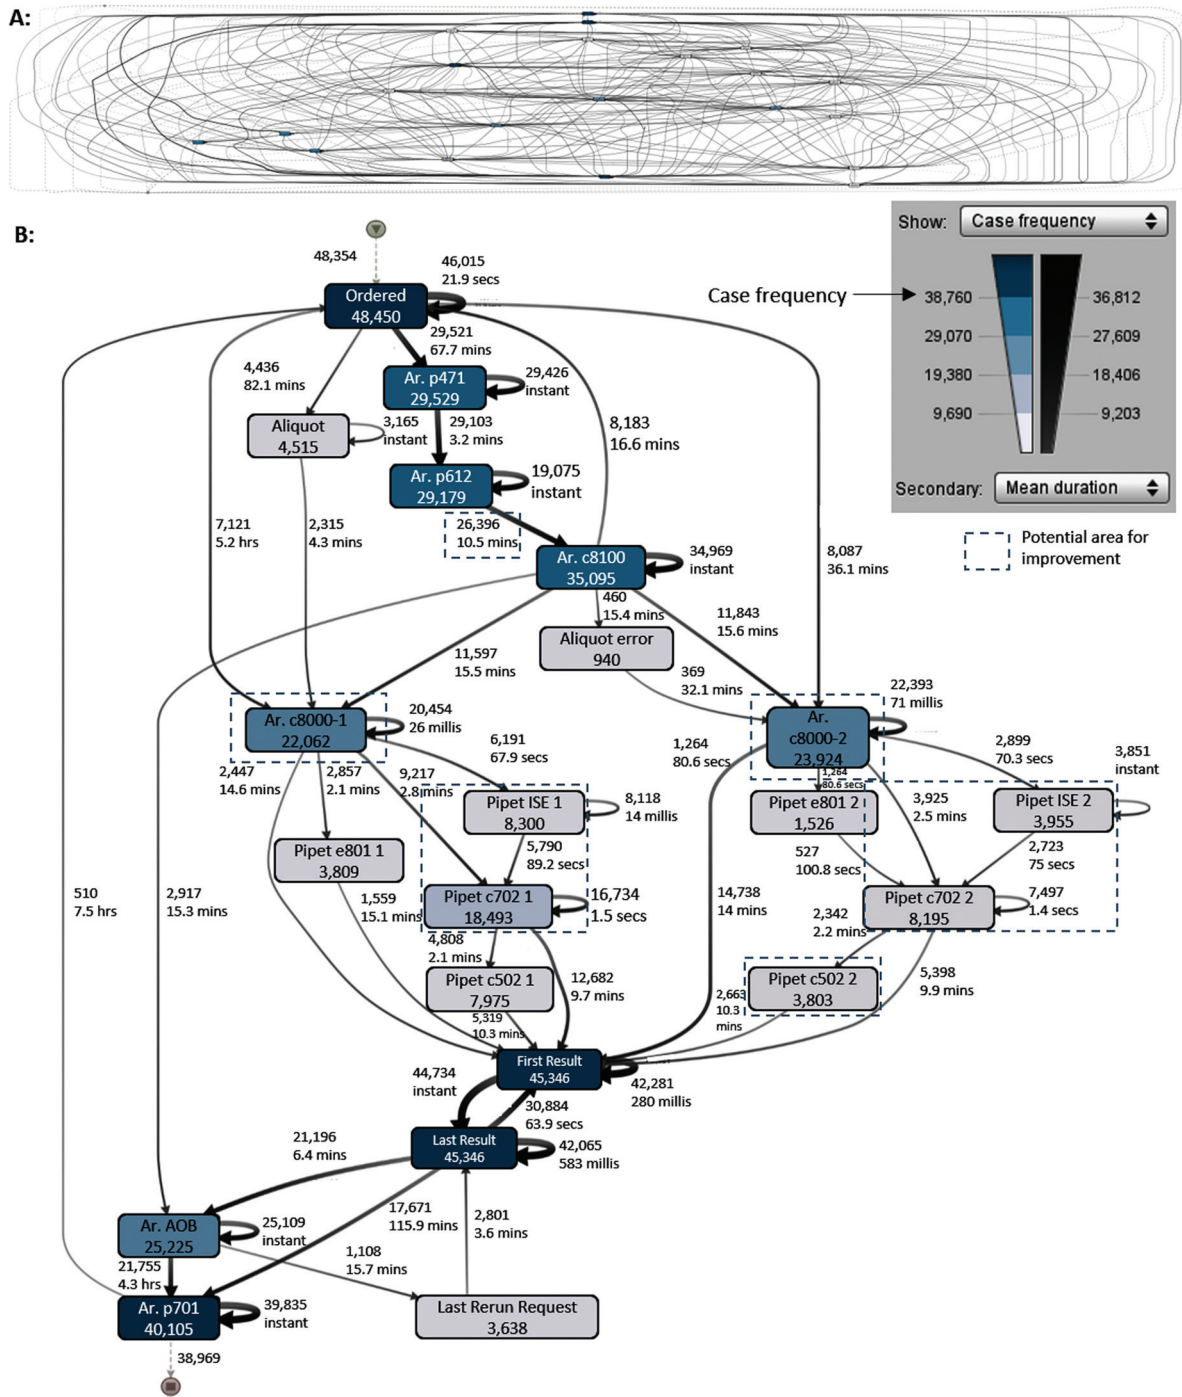 A:
B:
Show:
Case frequency
Case frequency
38,760
36,812
29,070
27,609
19,380
18,406
9,690
9,203
Secondary:
Mean duration
Potential area for
improvement
48,354
Ordered
48,450
46,015
21.9 secs
29,521
67.7 mins
4,436
82.1 mins
Ar. p471
29,529
29,426
instant
Aliquot
4,515
3,165
instant
29,103
3.2 mins
8,183
16.6 mins
Ar. p612
29,179
19,075
instant
7,121
5.2 hrs
2,315
4.3 mins
26,396
10.5 mins
Ar. c8100
35,095
34,969
instant
8,087
36.1 mins
460
15.4 mins
11,843
15.6 mins
Aliquot error
940
11,597
15.5 mins
369
32.1 mins
Ar. c8000-1
22,062
20,454
26 millis
Ar.
c8000-2
23,924
22,393
71 millis
2,447
14.6 mins
2,857
2.1 mins
9,217
2.8 mins
6,191
67.9 secs
1,264
80.6 secs
1,264
80.6 secs
2,899
70.3 secs
3,851
instant
Pipet ISE 1
8,300
8,118
14 millis
Pipet e801 2
1,526
3,925
2.5 mins
Pipet ISE 2
3,955
Pipet e801 1
3,809
5,790
89.2 secs
527
100.8 secs
2,723
75 secs
510
7.5 hrs
2,917
15.3 mins
1,559
15.1 mins
Pipet c702 1
18,493
16,734
1.5 secs
14,738
14 mins
Pipet c702 2
8,195
7,497
1.4 secs
4,808
2.1 mins
2,342
2.2 mins
Pipet c502 1
7,975
12,682
9.7 mins
Pipet c502 2
3,803
5,398
9.9 mins
5,319
10.3 mins
2,663
10.3
mins
First Result
45,346
44,734
instant
42,281
280 millis
30,884
63.9 secs
Last Result
45,346
42,065
583 millis
21,196
6.4 mins
17,671
115.9 mins
2,801
3.6 mins
Ar. AOB
25,225
25,109
instant
1,108
15.7 mins
21,755
4.3 hrs
Ar. p701
40,105
39,835
instant
Last Rerun Request
3,638
38,969